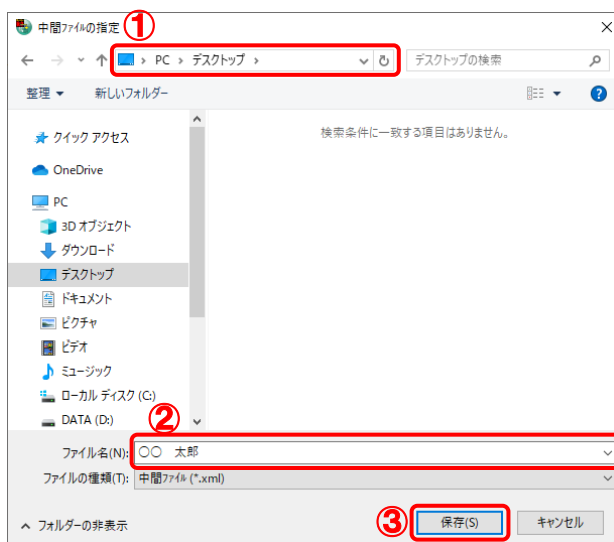 中間ファイルの指定 ①
PC › デスクトップ ›
デスクトップの検索
整理 新しいフォルダー
検索条件に一致する項目はありません。
クイック アクセス
OneDrive
PC
3D オブジェクト
ダウンロード
デスクトップ
ドキュメント
ピクチャ
ビデオ
ミュージック
ローカル ディスク (C:)
DATA (D:)
②
ファイル名(N): 〇〇　太郎
ファイルの種類(T): 中間ファイル (*.xml)
フォルダーの非表示
③ 保存(S) キャンセル